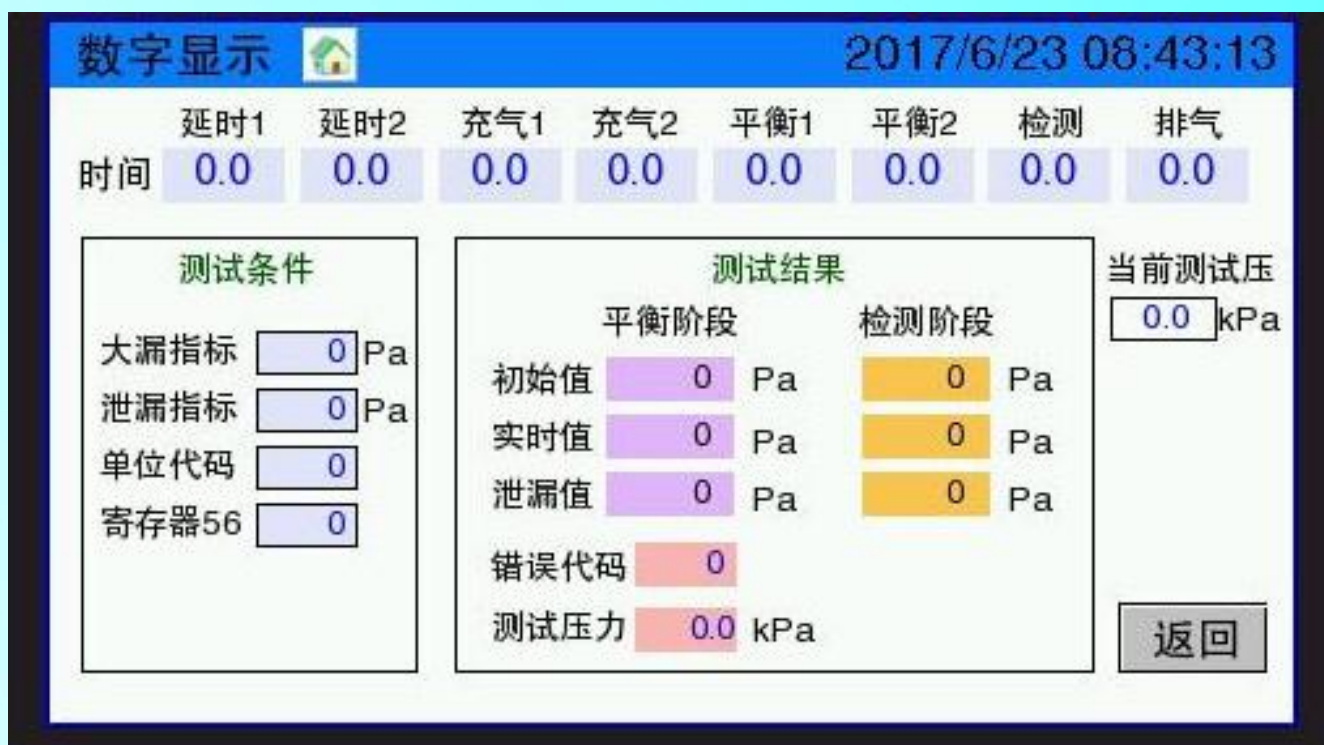 数字显示 2017/6/23 08:43:13
延时1 延时2 充气1 充气2 平衡1 平衡2 检测 排气
时间 0.0 0.0 0.0 0.0 0.0 0.0 0.0 0.0
测试条件
大漏指标 0 Pa
泄漏指标 0 Pa
单位代码 0
寄存器56 0
测试结果
平衡阶段 检测阶段
初始值 0 Pa 0 Pa
实时值 0 Pa 0 Pa
泄漏值 0 Pa 0 Pa
错误代码 0
测试压力 0.0 kPa
当前测试压
0.0 kPa
返回